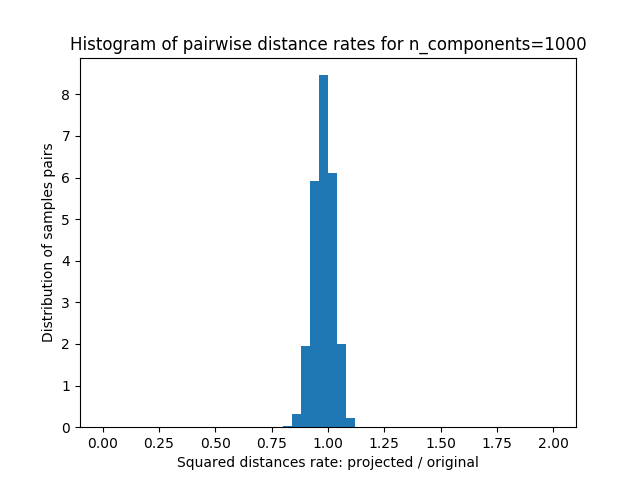 Histogram of pairwise distance rates for n_components=1000
Distribution of samples pairs
8
7
6
5
4
3
2
1
0
0.00 0.25 0.50 0.75 1.00 1.25 1.50 1.75 2.00
Squared distances rate: projected / original